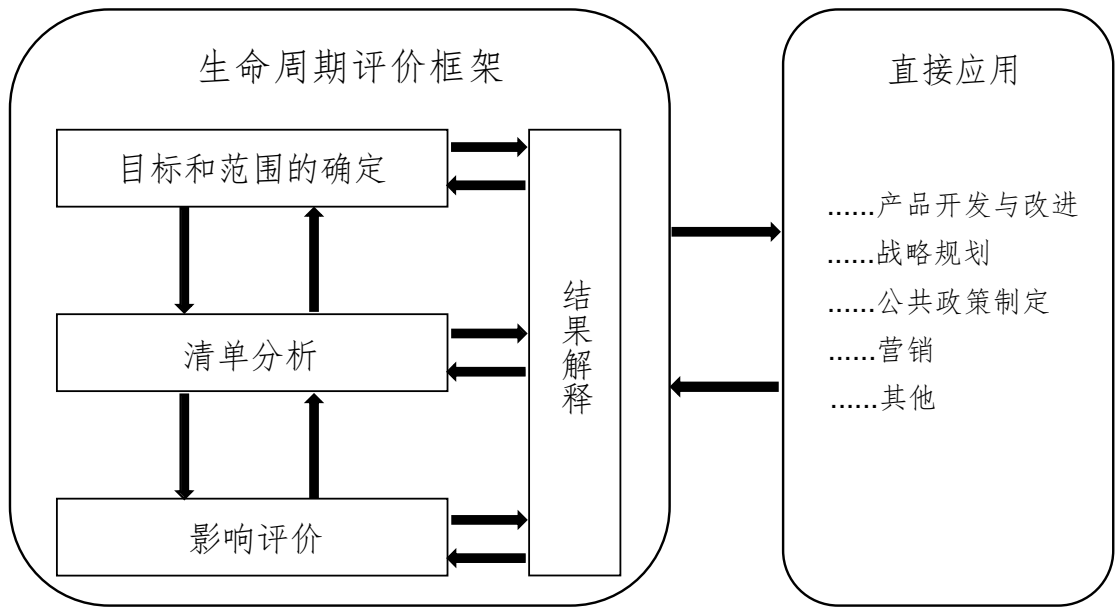 生命周期评价框架
目标和范围的确定
清单分析
影响评价
结果解释
直接应用
......产品开发与改进
......战略规划
......公共政策制定
......营销
......其他